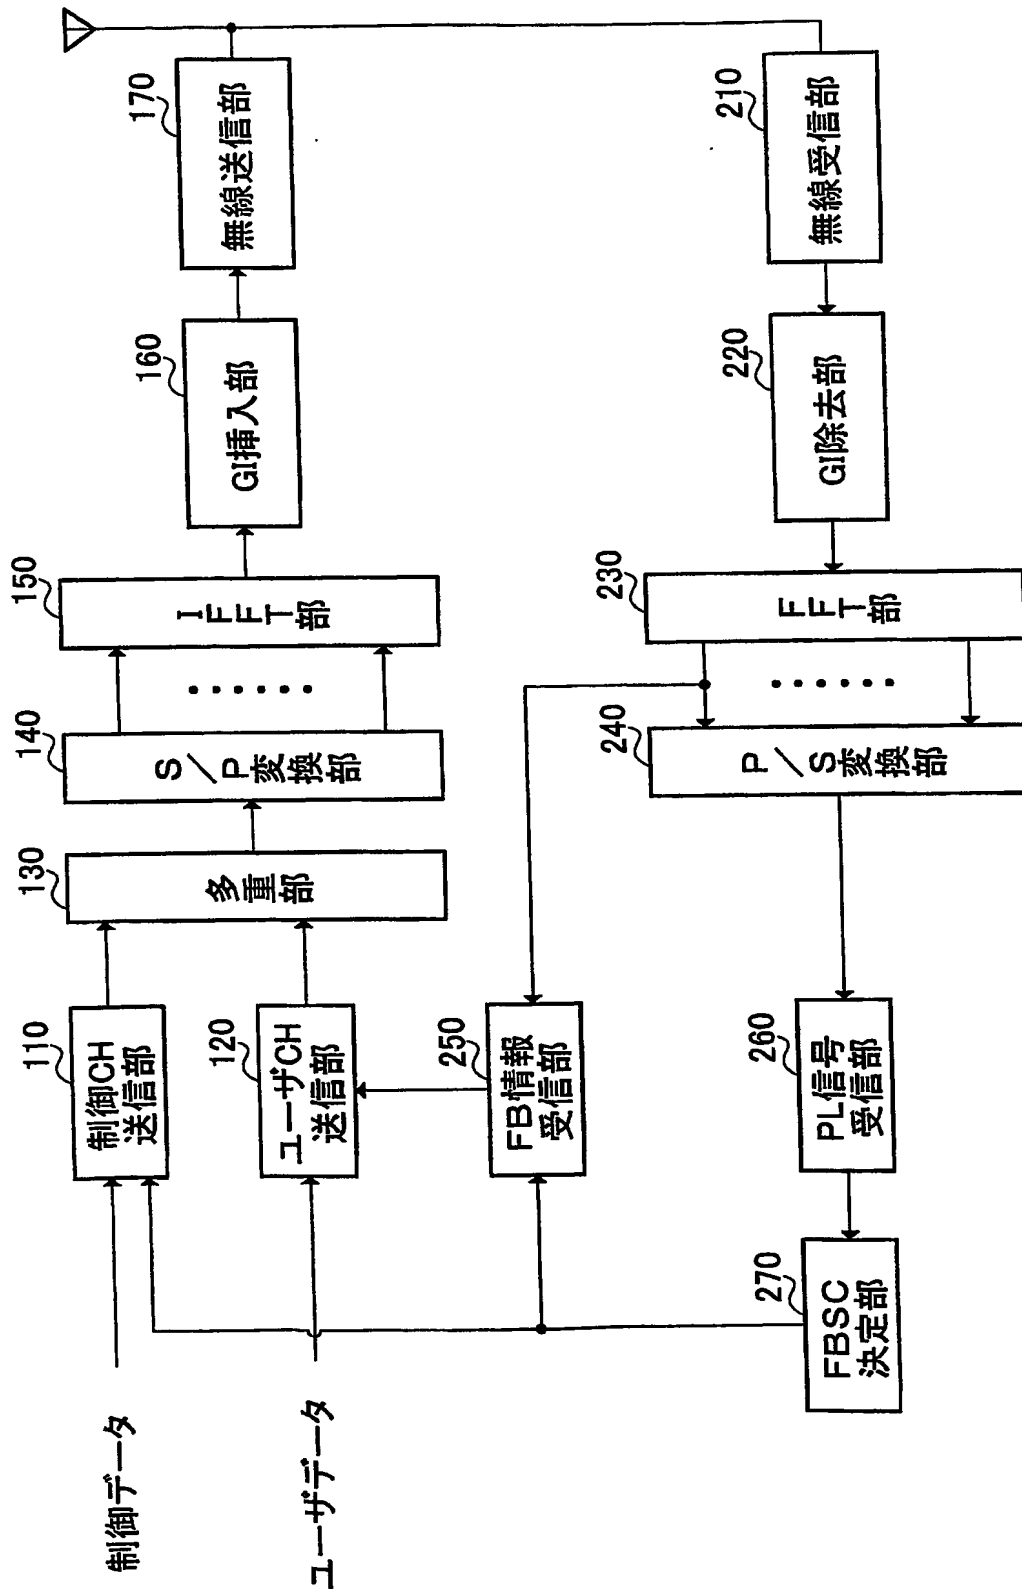 制御データ
ユーザデータ
110
制御CH
送信部
120
ユーザCH
送信部
130
多重部
140
S/P変換部
150
IFFT部
160
GI挿入部
170
無線送信部
210
無線受信部
220
GI除去部
230
FFT部
240
P/S変換部
250
FB情報
受信部
260
PL信号
受信部
270
FBSC
決定部